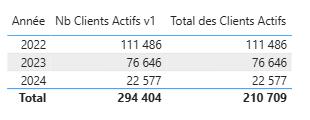 Année Nb Clients Actifs v1 Total des Clients Actifs
2022 111 486 111 486
2023 76 646 76 646
2024 22 577 22 577
Total 294 404 210 709